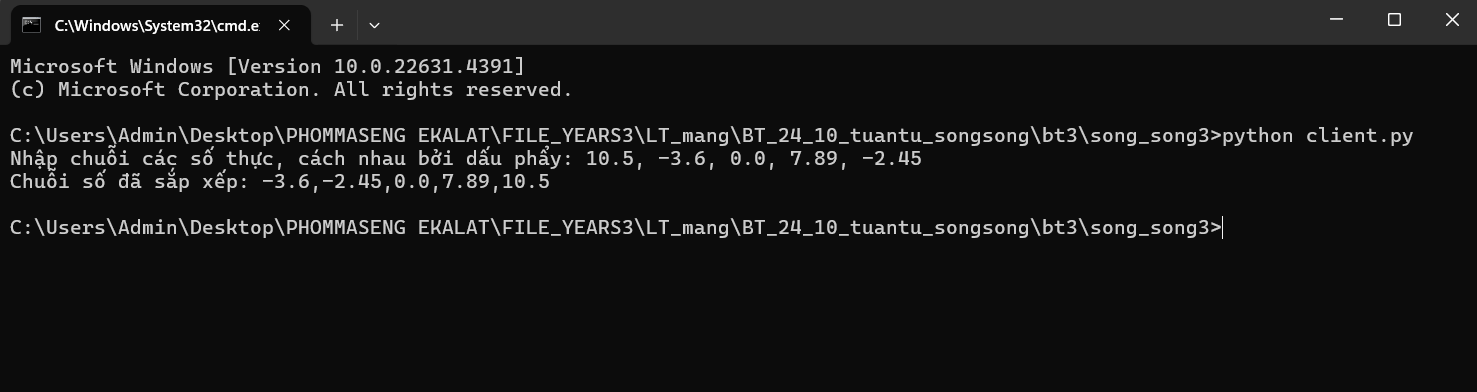 C:\Windows\System32\cmd.e
Microsoft Windows [Version 10.0.22631.4391]
(c) Microsoft Corporation. All rights reserved.
C:\Users\Admin\Desktop\PHOMMASENG EKALAT\FILE_YEARS3\LT_mang\BT_24_10_tuantu_songsong\bt3\song_song3>python client.py
Nhập chuỗi các số thực, cách nhau bởi dấu phẩy: 10.5, -3.6, 0.0, 7.89, -2.45
Chuỗi số đã sắp xếp: -3.6,-2.45,0.0,7.89,10.5
C:\Users\Admin\Desktop\PHOMMASENG EKALAT\FILE_YEARS3\LT_mang\BT_24_10_tuantu_songsong\bt3\song_song3>